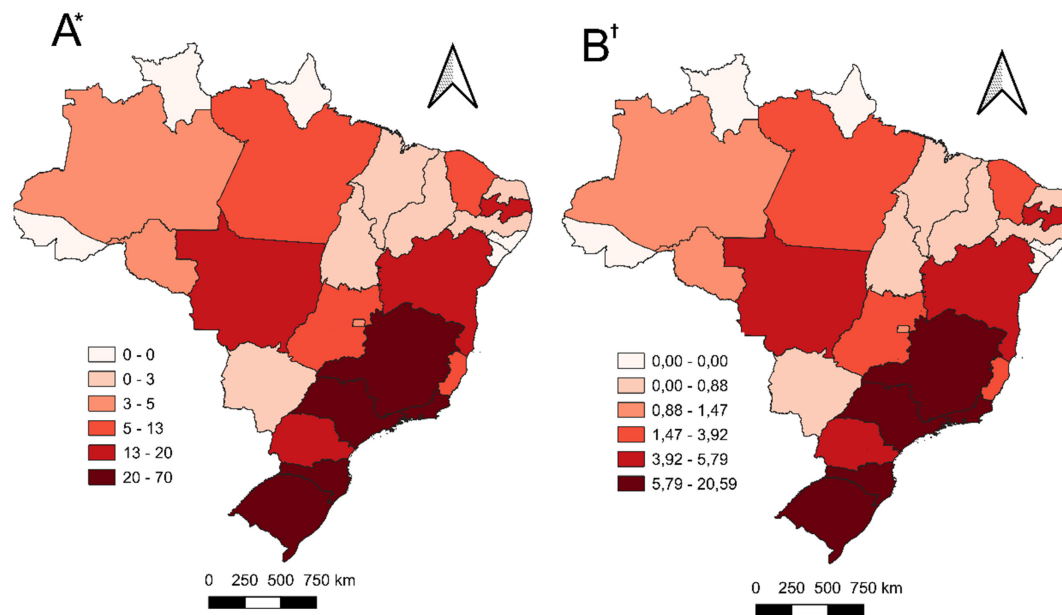 A*
0 - 0
0 - 3
3 - 5
5 - 13
13 - 20
20 - 70
0 250 500 750 km
B†
0,00 - 0,00
0,00 - 0,88
0,88 - 1,47
1,47 - 3,92
3,92 - 5,79
5,79 - 20,59
0 250 500 750 km